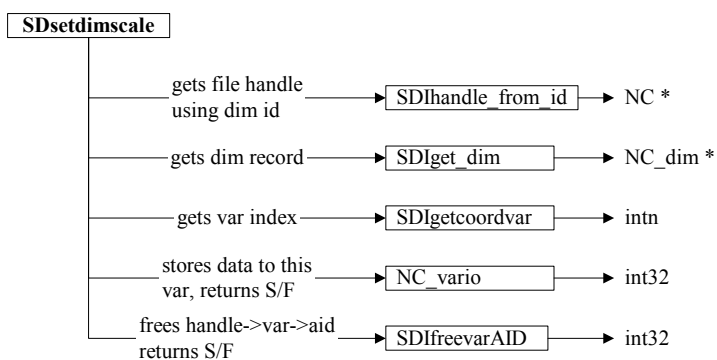 SDsetdimscale
gets file handle
using dim id
SDIhandle_from_id
NC *
gets dim record
SDIget_dim
NC_dim *
gets var index
SDIgetcoordvar
intn
stores data to this
var, returns S/F
NC_vario
int32
frees handle->var->aid
returns S/F
SDIfreevarAID
int32